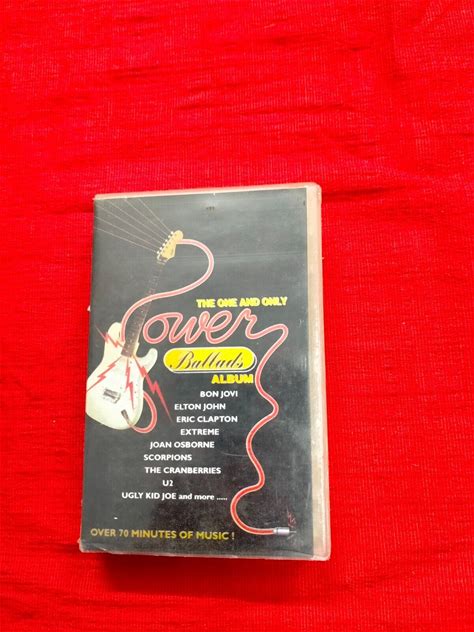 THE ONE AND ONLY
Power
Ballads
ALBUM
BON JOVI
ELTON JOHN
ERIC CLAPTON
EXTREME
JOAN OSBORNE
SCORPIONS
THE CRANBERRIES
U2
UGLY KID JOE and more .....
OVER 70 MINUTES OF MUSIC !